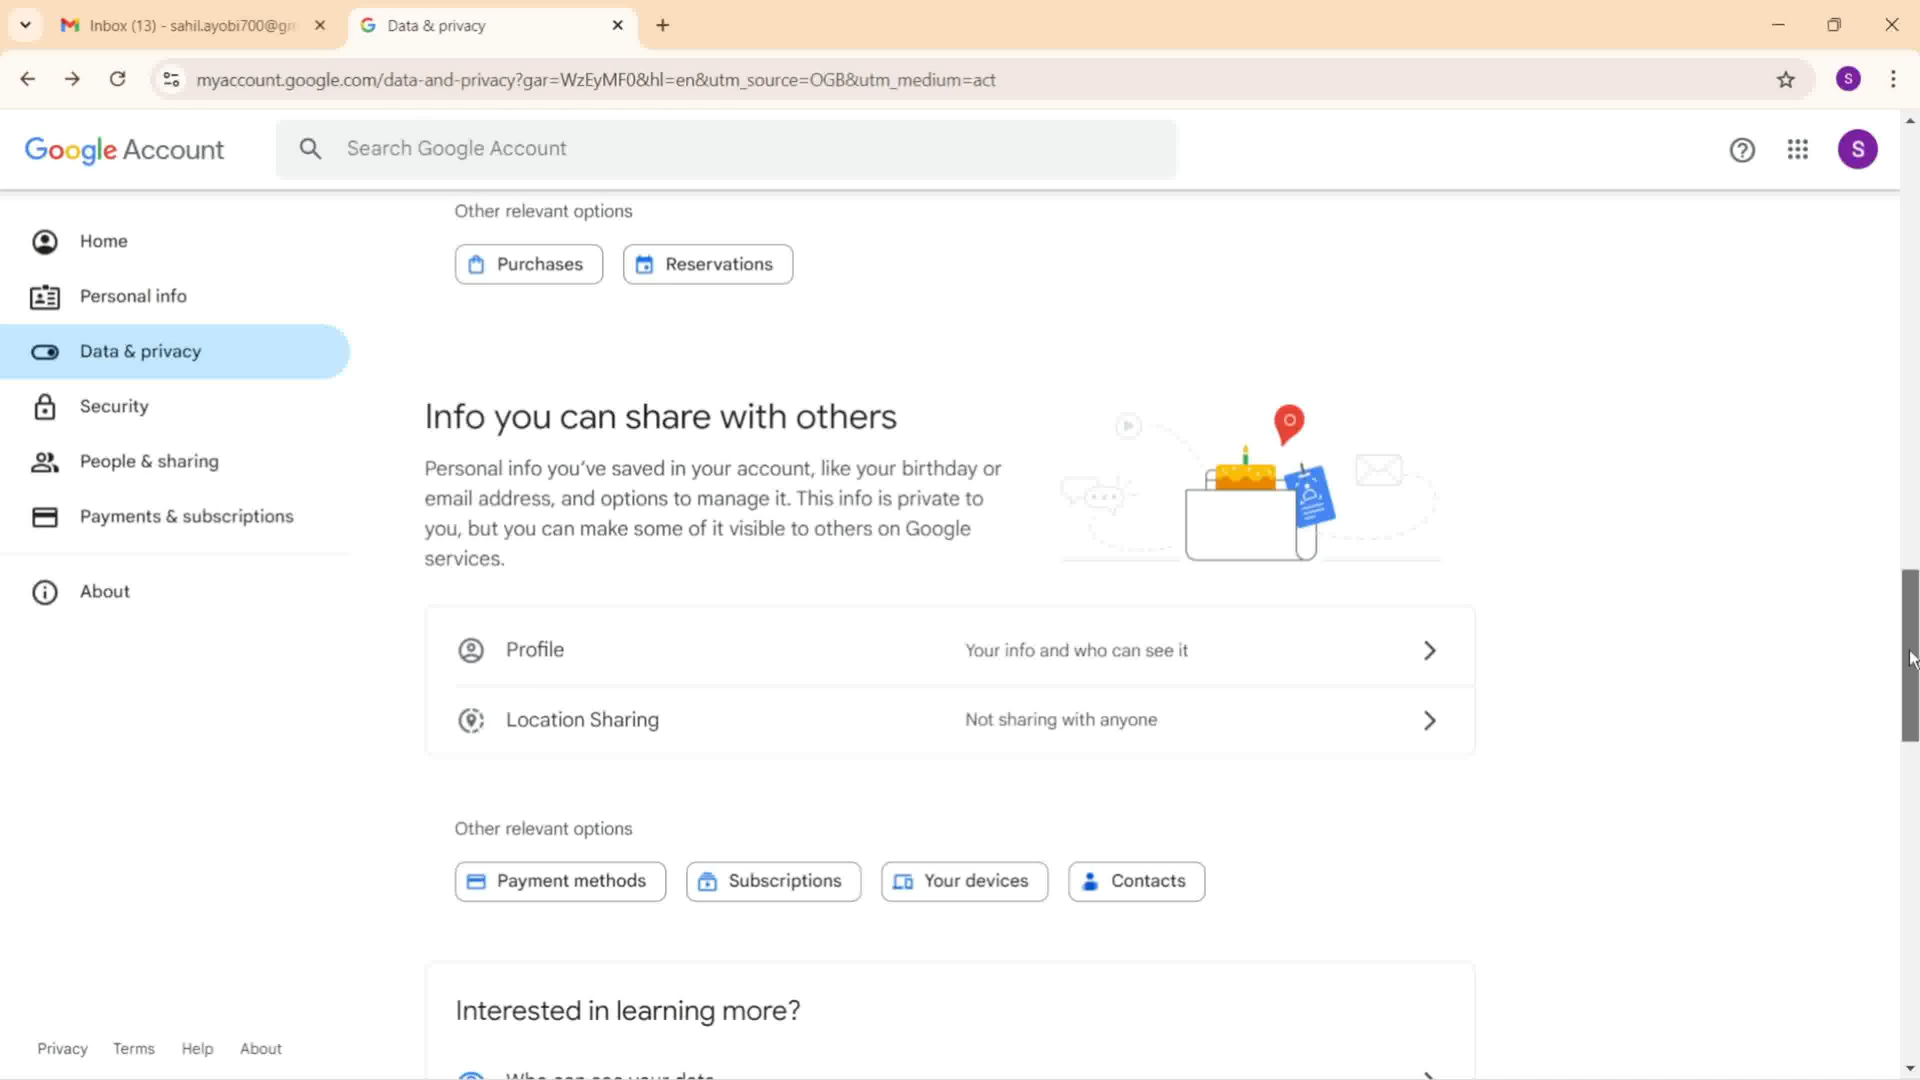 Inbox (13) - sahil.ayobi700@gm
Data & privacy
myaccount.google.com/data-and-privacy?gar=WzEyMF0&hl=en&utm_source=OGB&utm_medium=act
S
Google Account
Search Google Account
S
Home
Personal info
Data & privacy
Security
People & sharing
Payments & subscriptions
About
Other relevant options
Purchases
Reservations
Info you can share with others
Personal info you've saved in your account, like your birthday or
email address, and options to manage it. This info is private to
you, but you can make some of it visible to others on Google
services.
Profile
Your info and who can see it
Location Sharing
Not sharing with anyone
Other relevant options
Payment methods
Subscriptions
Your devices
Contacts
Interested in learning more?
Who can see your data
Privacy
Terms
Help
About